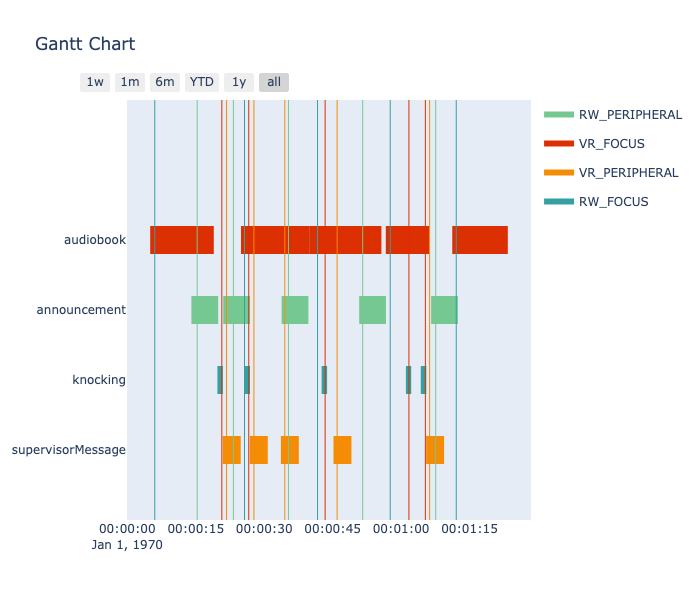 Gantt Chart
1w 1m 6m YTD 1y all
RW_PERIPHERAL
VR_FOCUS
VR_PERIPHERAL
RW_FOCUS
audiobook
announcement
knocking
supervisorMessage
00:00:00 00:00:15 00:00:30 00:00:45 00:01:00 00:01:15
Jan 1, 1970